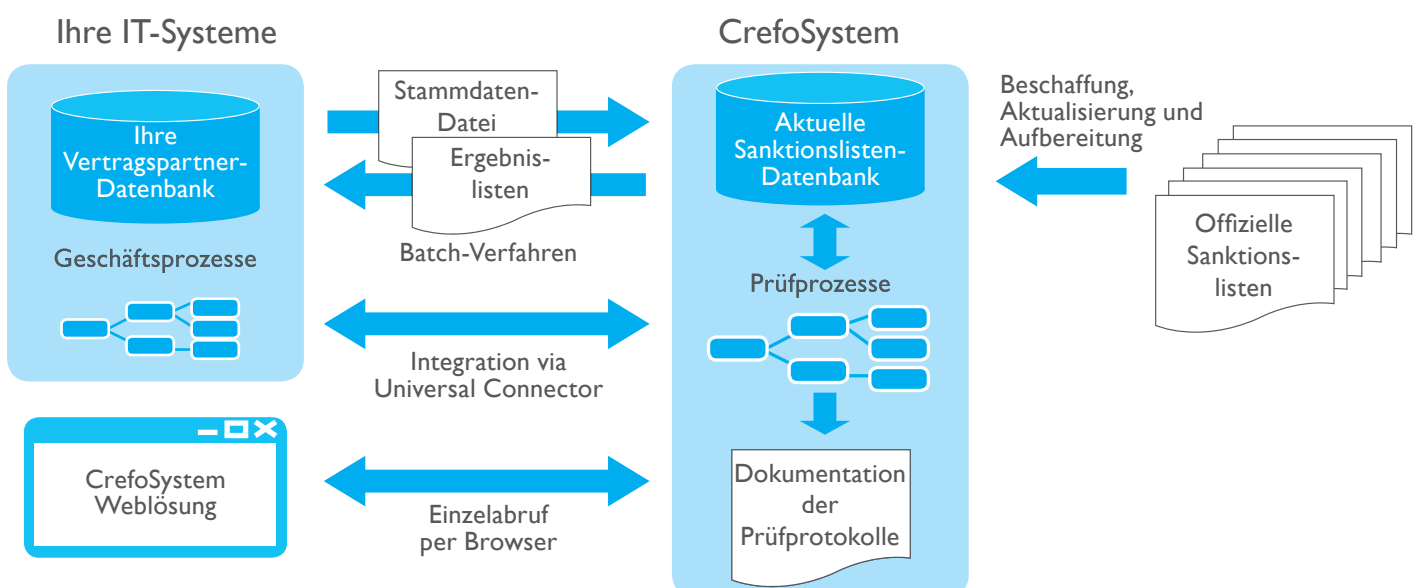 Ihre IT-Systeme
Ihre
Vertragspartner-
Datenbank
Geschäftsprozesse
CrefoSystem
Weblösung
Stammdaten-
Datei
Ergebnis-
listen
Batch-Verfahren
Integration via
Universal Connector
Einzelabruf
per Browser
CrefoSystem
Aktuelle
Sanktionslisten-
Datenbank
Prüfprozesse
Dokumentation
der
Prüfprotokolle
Beschaffung,
Aktualisierung und
Aufbereitung
Offizielle
Sanktions-
listen